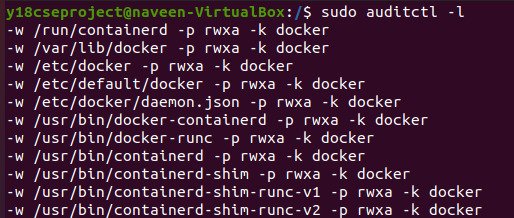 y18cseproject@naveen-VirtualBox:/$ sudo auditctl -l
-w /run/containerd -p rwxa -k docker
-w /var/lib/docker -p rwxa -k docker
-w /etc/docker -p rwxa -k docker
-w /etc/default/docker -p rwxa -k docker
-w /etc/docker/daemon.json -p rwxa -k docker
-w /usr/bin/docker-containerd -p rwxa -k docker
-w /usr/bin/docker-runc -p rwxa -k docker
-w /usr/bin/containerd -p rwxa -k docker
-w /usr/bin/containerd-shim -p rwxa -k docker
-w /usr/bin/containerd-shim-runc-v1 -p rwxa -k docker
-w /usr/bin/containerd-shim-runc-v2 -p rwxa -k docker